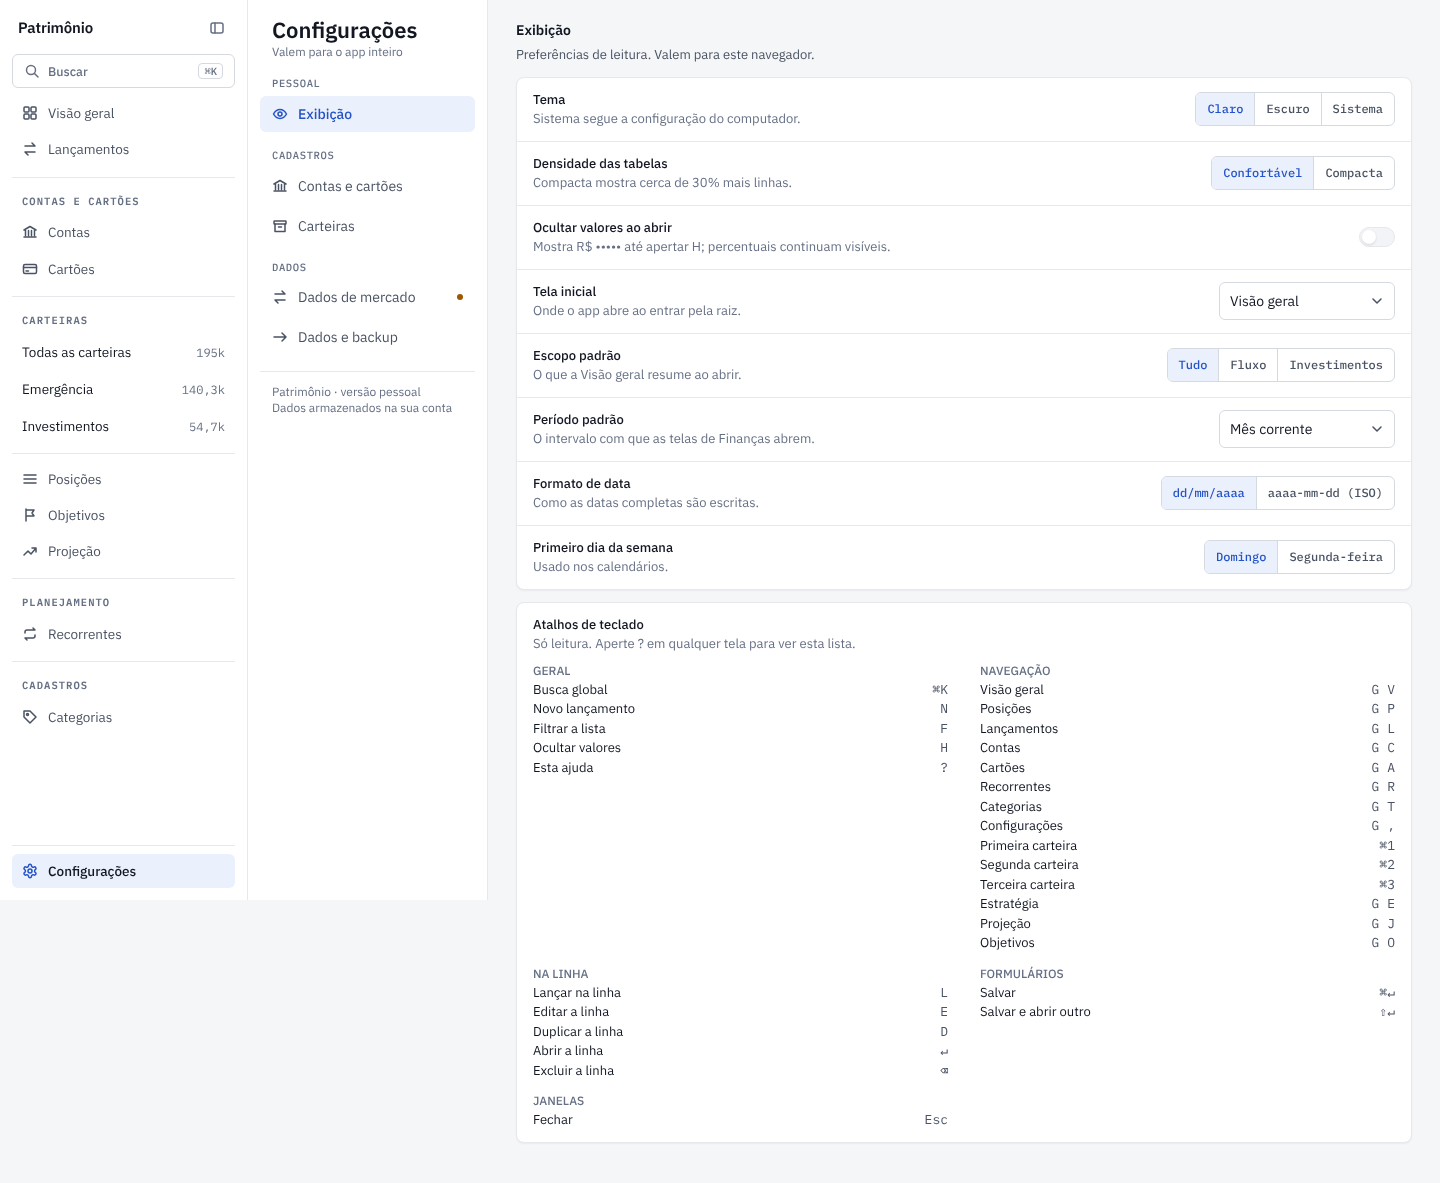 Patrimônio
Buscar ⌘K
Visão geral
Lançamentos
CONTAS E CARTÕES
Contas
Cartões
CARTEIRAS
Todas as carteiras 195k
Emergência 140,3k
Investimentos 54,7k
Posições
Objetivos
Projeção
PLANEJAMENTO
Recorrentes
CADASTROS
Categorias
Configurações
Configurações
Valem para o app inteiro
PESSOAL
Exibição
CADASTROS
Contas e cartões
Carteiras
DADOS
Dados de mercado
Dados e backup
Patrimônio · versão pessoal
Dados armazenados na sua conta
Exibição
Preferências de leitura. Valem para este navegador.
Tema
Sistema segue a configuração do computador.
Claro Escuro Sistema
Densidade das tabelas
Compacta mostra cerca de 30% mais linhas.
Confortável Compacta
Ocultar valores ao abrir
Mostra R$ ••••• até apertar H; percentuais continuam visíveis.
Tela inicial
Onde o app abre ao entrar pela raiz.
Visão geral
Escopo padrão
O que a Visão geral resume ao abrir.
Tudo Fluxo Investimentos
Período padrão
O intervalo com que as telas de Finanças abrem.
Mês corrente
Formato de data
Como as datas completas são escritas.
dd/mm/aaaa aaaa-mm-dd (ISO)
Primeiro dia da semana
Usado nos calendários.
Domingo Segunda-feira
Atalhos de teclado
Só leitura. Aperte ? em qualquer tela para ver esta lista.
GERAL
Busca global ⌘K
Novo lançamento N
Filtrar a lista F
Ocultar valores H
Esta ajuda ?
NAVEGAÇÃO
Visão geral G V
Posições G P
Lançamentos G L
Contas G C
Cartões G A
Recorrentes G R
Categorias G T
Configurações G ,
Primeira carteira ⌘1
Segunda carteira ⌘2
Terceira carteira ⌘3
Estratégia G E
Projeção G J
Objetivos G O
NA LINHA
Lançar na linha L
Editar a linha E
Duplicar a linha D
Abrir a linha ↵
Excluir a linha ⌫
FORMULÁRIOS
Salvar ⌘↵
Salvar e abrir outro ⇧↵
JANELAS
Fechar Esc